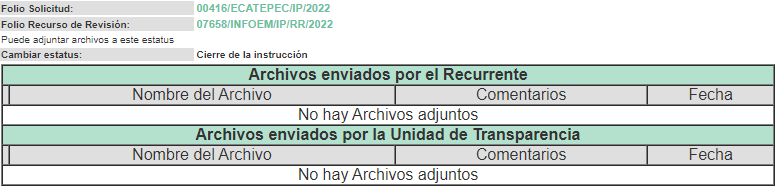 Folio Solicitud: 00416/ECATEPEC/IP/2022
Folio Recurso de Revisión: 07658/INFOEM/IP/RR/2022
Puede adjuntar archivos a este estatus
Cambiar estatus: Cierre de la instrucción
Archivos enviados por el Recurrente
Nombre del Archivo Comentarios Fecha
No hay Archivos adjuntos
Archivos enviados por la Unidad de Transparencia
Nombre del Archivo Comentarios Fecha
No hay Archivos adjuntos